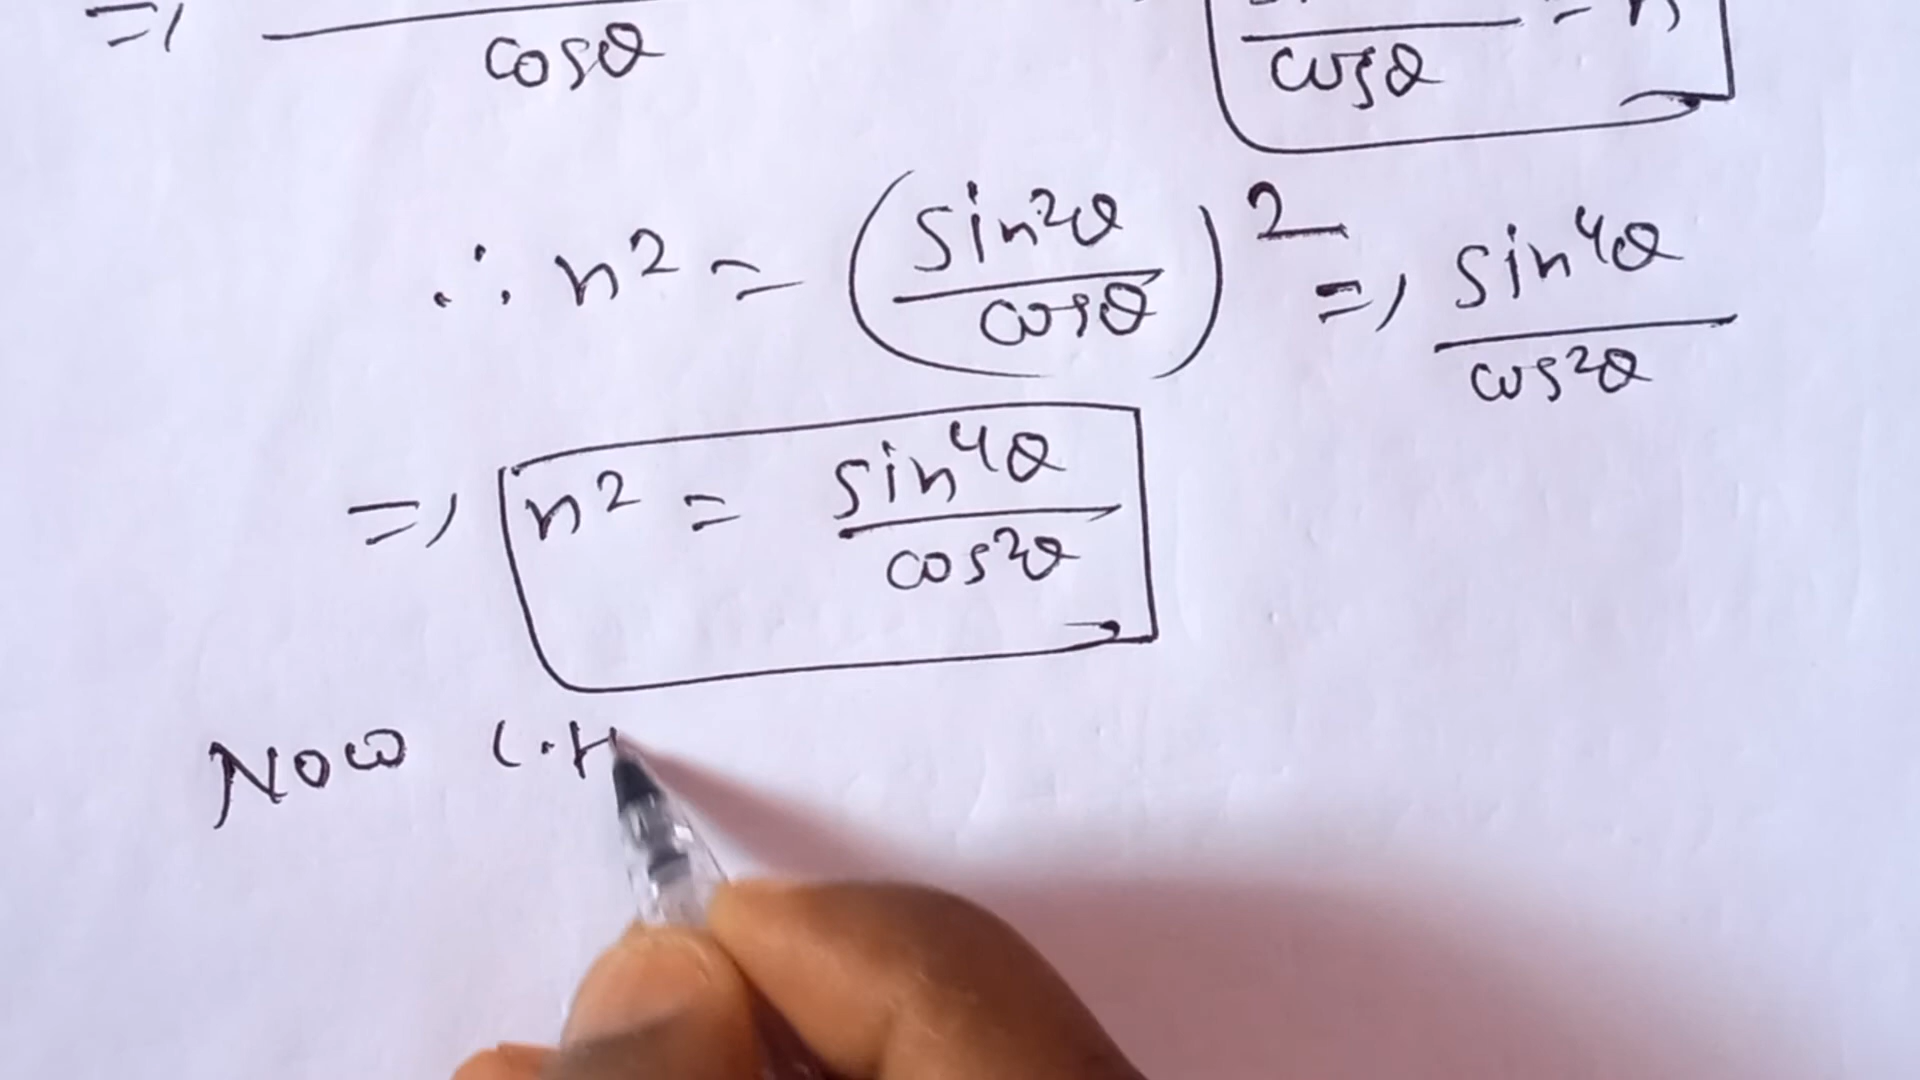 =, cosθ
cosθ = n
∴ n² = (sin²θ / cosθ)² =, sin⁴θ / cos²θ
=, n² = sin⁴θ / cos²θ
Now L.H